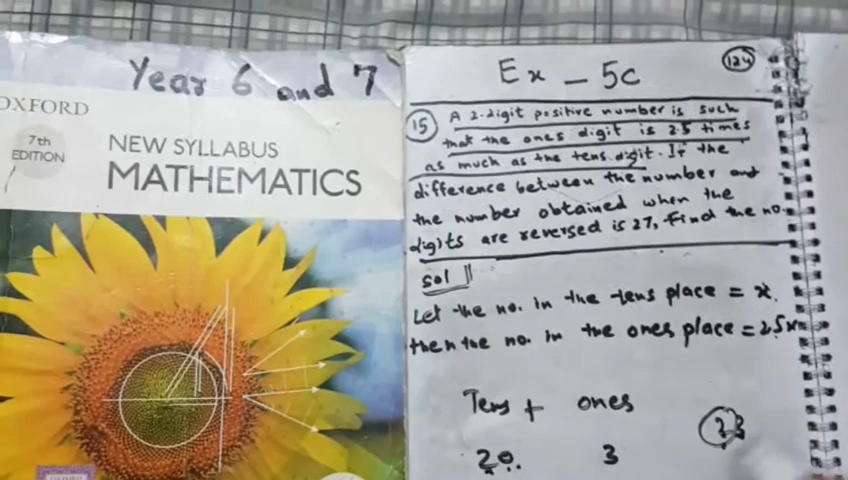 Year 6 and 7
OXFORD
7th
EDITION
NEW SYLLABUS
MATHEMATICS
OXFORD
124
Ex - 5c
15 A 2-digit positive number is such
that the ones digit is 2.5 times
as much as the tens digit. If the
difference between the number and
the number obtained when the
digits are reversed is 27, Find the no.
Sol
Let the no. in the tens place = x.
then the no. in the ones place = 2.5x
Tens + ones
23
20 3